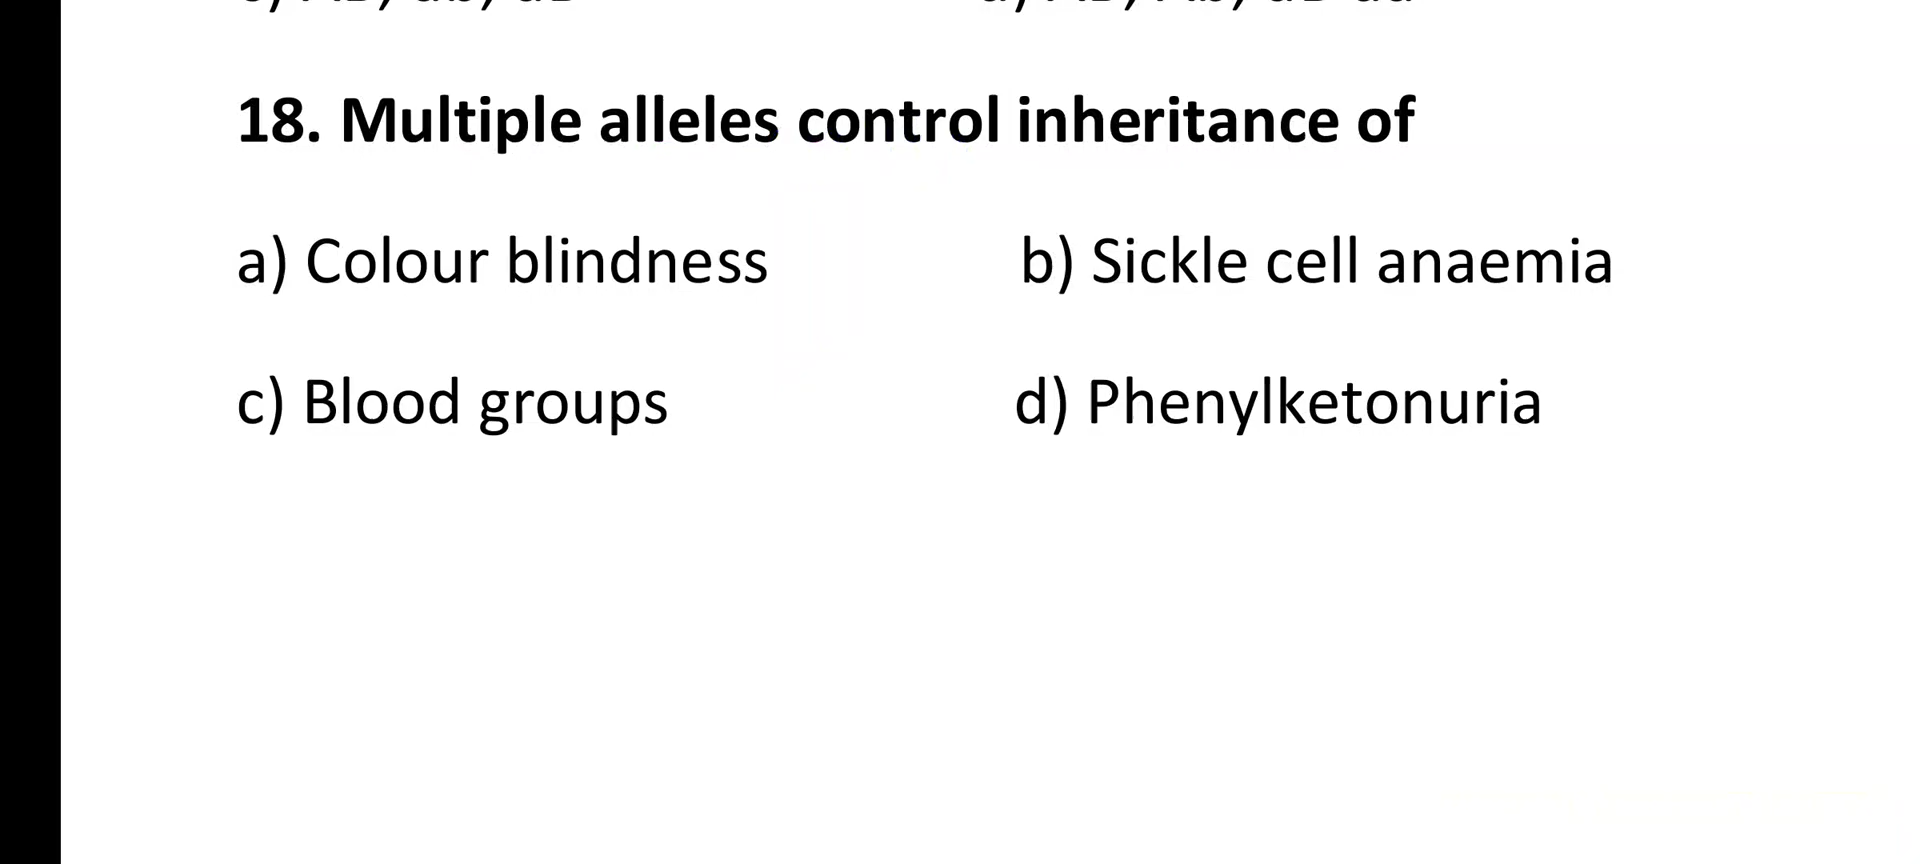 18. Multiple alleles control inheritance of
a) Colour blindness b) Sickle cell anaemia
c) Blood groups d) Phenylketonuria